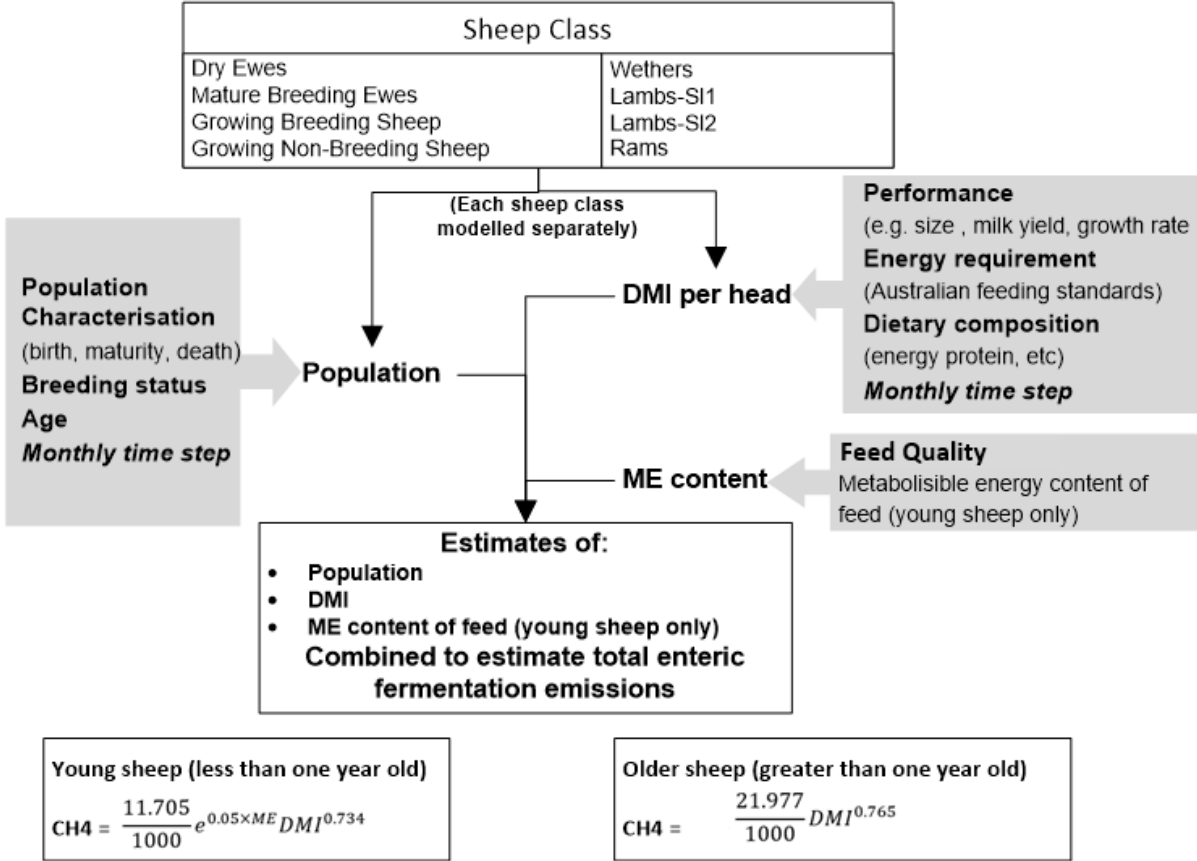 Sheep Class
Dry Ewes
Mature Breeding Ewes
Growing Breeding Sheep
Growing Non-Breeding Sheep
Wethers
Lambs-Sl1
Lambs-Sl2
Rams
(Each sheep class
modelled separately)
Population
Characterisation
(birth, maturity, death)
Breeding status
Age
Monthly time step
Population
DMI per head
Performance
(e.g. size , milk yield, growth rate
Energy requirement
(Australian feeding standards)
Dietary composition
(energy protein, etc)
Monthly time step
ME content
Feed Quality
Metabolisible energy content of
feed (young sheep only)
Estimates of:
• Population
• DMI
• ME content of feed (young sheep only)
Combined to estimate total enteric
fermentation emissions
Young sheep (less than one year old)
CH4 = \frac{11.705}{1000} e^{0.05×ME} DMI^{0.734}
Older sheep (greater than one year old)
CH4 = \frac{21.977}{1000} DMI^{0.765}